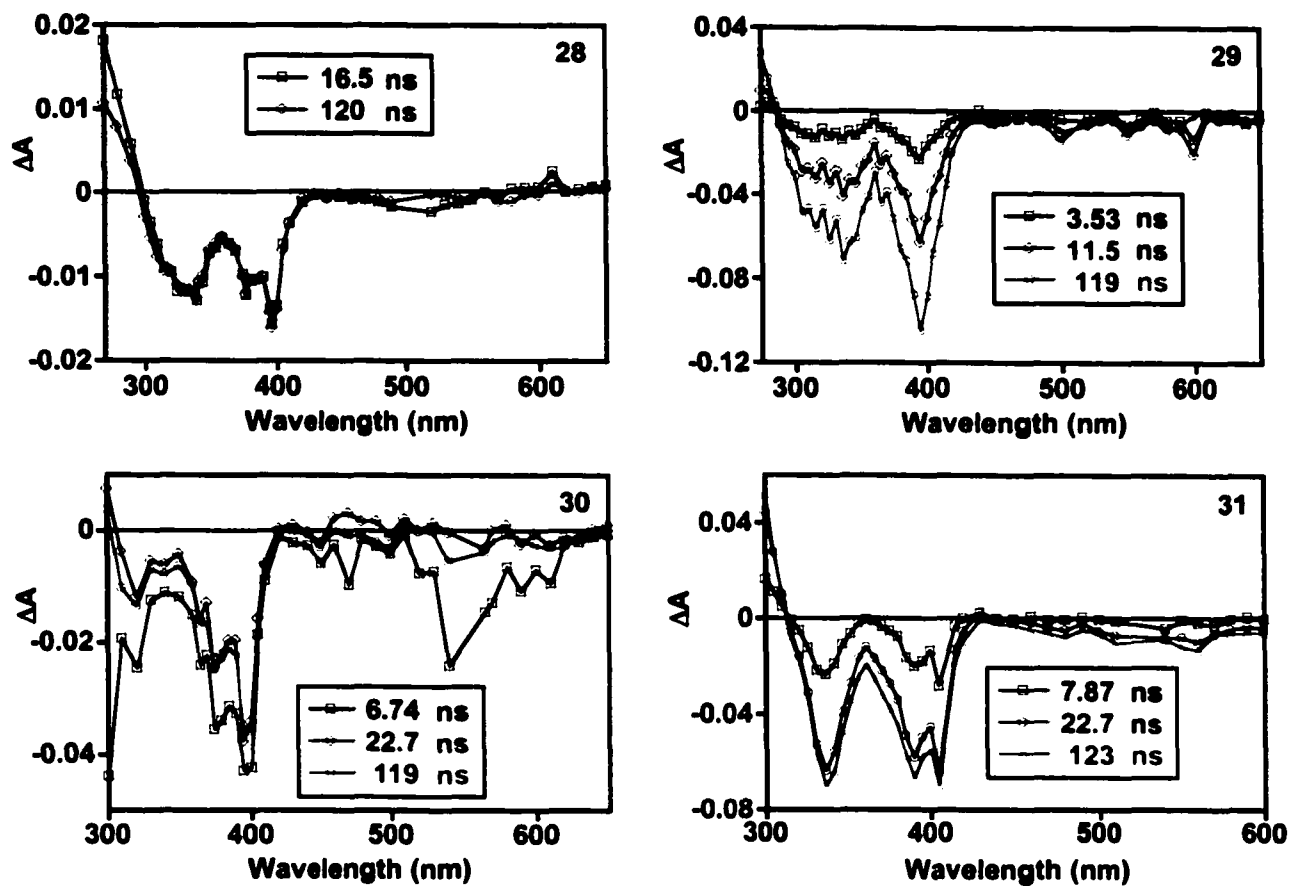 28
0.02
0.01
0
-0.01
-0.02
ΔA
16.5 ns
120 ns
300 400 500 600
Wavelength (nm)
29
0.04
0
-0.04
-0.08
-0.12
ΔA
3.53 ns
11.5 ns
119 ns
300 400 500 600
Wavelength (nm)
30
0
-0.02
-0.04
ΔA
6.74 ns
22.7 ns
119 ns
300 400 500 600
Wavelength (nm)
31
0.04
0
-0.04
-0.08
ΔA
7.87 ns
22.7 ns
123 ns
300 400 500 600
Wavelength (nm)